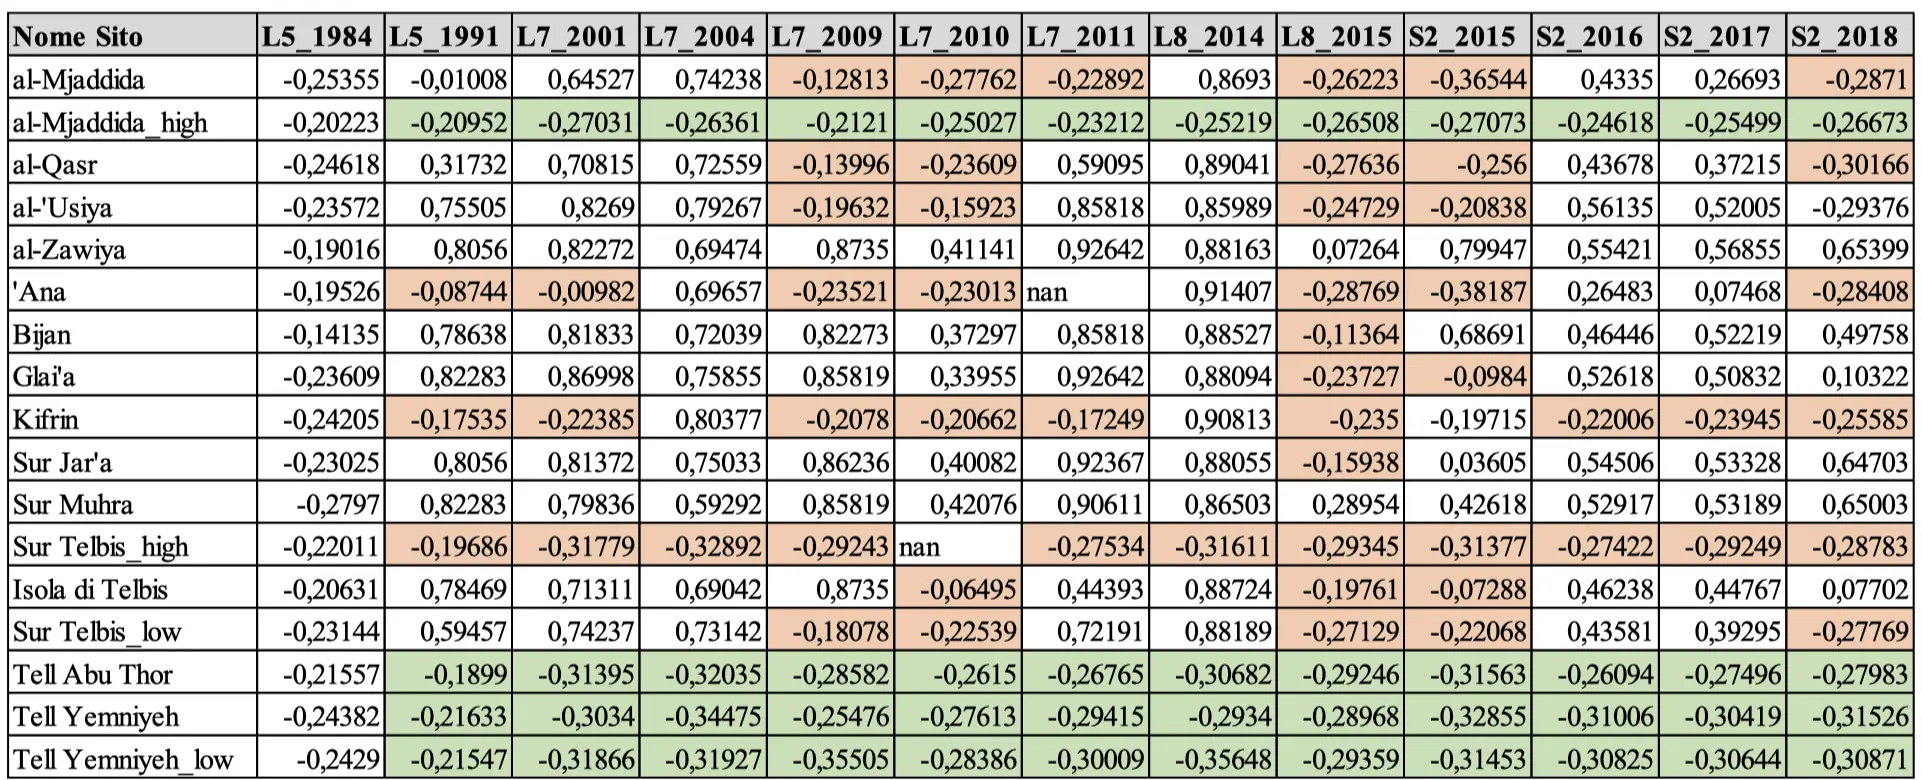 Nome Sito L5_1984 L5_1991 L7_2001 L7_2004 L7_2009 L7_2010 L7_2011 L8_2014 L8_2015 S2_2015 S2_2016 S2_2017 S2_2018
al-Mjaddida -0,25355 -0,01008 0,64527 0,74238 -0,12813 -0,27762 -0,22892 0,8693 -0,26223 -0,36544 0,4335 0,26693 -0,2871
al-Mjaddida_high -0,20223 -0,20952 -0,27031 -0,26361 -0,2121 -0,25027 -0,23212 -0,25219 -0,26508 -0,27073 -0,24618 -0,25499 -0,26673
al-Qasr -0,24618 0,31732 0,70815 0,72559 -0,13996 -0,23609 0,59095 0,89041 -0,27636 -0,256 0,43678 0,37215 -0,30166
al-'Usiya -0,23572 0,75505 0,8269 0,79267 -0,19632 -0,15923 0,85818 0,85989 -0,24729 -0,20838 0,56135 0,52005 -0,29376
al-Zawiya -0,19016 0,8056 0,82272 0,69474 0,8735 0,41141 0,92642 0,88163 0,07264 0,79947 0,55421 0,56855 0,65399
'Ana -0,19526 -0,08744 -0,00982 0,69657 -0,23521 -0,23013 nan 0,91407 -0,28769 -0,38187 0,26483 0,07468 -0,28408
Bijan -0,14135 0,78638 0,81833 0,72039 0,82273 0,37297 0,85818 0,88527 -0,11364 0,68691 0,46446 0,52219 0,49758
Glai'a -0,23609 0,82283 0,86998 0,75855 0,85819 0,33955 0,92642 0,88094 -0,23727 -0,0984 0,52618 0,50832 0,10322
Kifrin -0,24205 -0,17535 -0,22385 0,80377 -0,2078 -0,20662 -0,17249 0,90813 -0,235 -0,19715 -0,22006 -0,23945 -0,25585
Sur Jar'a -0,23025 0,8056 0,81372 0,75033 0,86236 0,40082 0,92367 0,88055 -0,15938 0,03605 0,54506 0,53328 0,64703
Sur Muhra -0,2797 0,82283 0,79836 0,59292 0,85819 0,42076 0,90611 0,86503 0,28954 0,42618 0,52917 0,53189 0,65003
Sur Telbis_high -0,22011 -0,19686 -0,31779 -0,32892 -0,29243 nan -0,27534 -0,31611 -0,29345 -0,31377 -0,27422 -0,29249 -0,28783
Isola di Telbis -0,20631 0,78469 0,71311 0,69042 0,8735 -0,06495 0,44393 0,88724 -0,19761 -0,07288 0,46238 0,44767 0,07702
Sur Telbis_low -0,23144 0,59457 0,74237 0,73142 -0,18078 -0,22539 0,72191 0,88189 -0,27129 -0,22068 0,43581 0,39295 -0,27769
Tell Abu Thor -0,21557 -0,1899 -0,31395 -0,32035 -0,28582 -0,2615 -0,26765 -0,30682 -0,29246 -0,31563 -0,26094 -0,27496 -0,27983
Tell Yemniyeh -0,24382 -0,21633 -0,3034 -0,34475 -0,25476 -0,27613 -0,29415 -0,2934 -0,28968 -0,32855 -0,31006 -0,30419 -0,31526
Tell Yemniyeh_low -0,2429 -0,21547 -0,31866 -0,31927 -0,35505 -0,28386 -0,30009 -0,35648 -0,29359 -0,31453 -0,30825 -0,30644 -0,30871